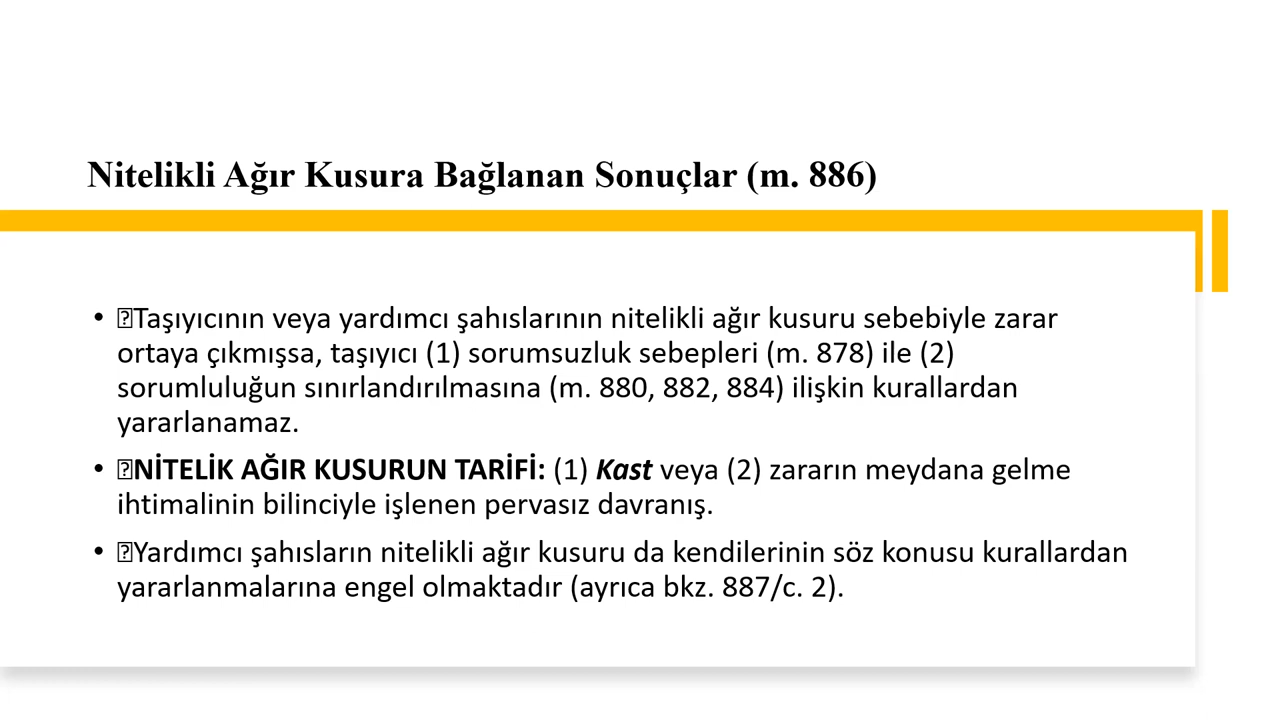 Nitelikli Ağır Kusura Bağlanan Sonuçlar (m. 886)
• Taşıyıcının veya yardımcı şahıslarının nitelikli ağır kusuru sebebiyle zarar
ortaya çıkmışsa, taşıyıcı (1) sorumsuzluk sebepleri (m. 878) ile (2)
sorumluluğun sınırlandırılmasına (m. 880, 882, 884) ilişkin kurallardan
yararlanamaz.
• NİTELİK AĞIR KUSURUN TARİFİ: (1) Kast veya (2) zararın meydana gelme
ihtimalinin bilinciyle işlenen pervasız davranış.
• Yardımcı şahısların nitelikli ağır kusuru da kendilerinin söz konusu kurallardan
yararlanmalarına engel olmaktadır (ayrıca bkz. 887/c. 2).